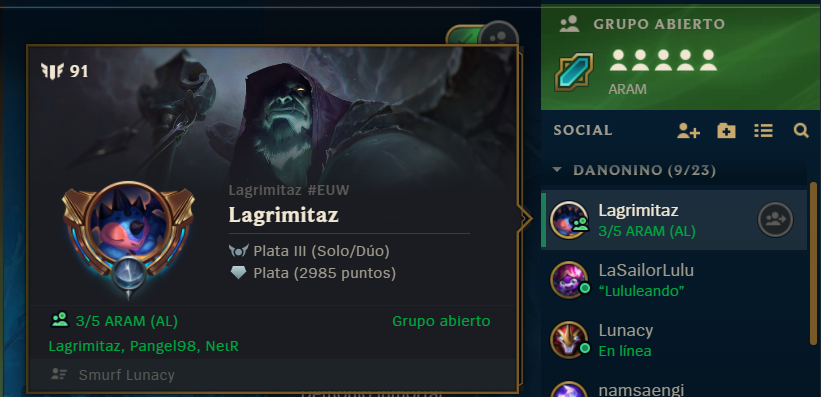 91
Lagrimitaz #EUW
Lagrimitaz
Plata III (Solo/Dúo)
Plata (2985 puntos)
3/5 ARAM (AL)
Grupo abierto
Lagrimitaz, Pangel98, NeιR
Smurf Lunacy
GRUPO ABIERTO
ARAM
SOCIAL
DANONINO (9/23)
Lagrimitaz
3/5 ARAM (AL)
LaSailorLulu
“Lululeando”
Lunacy
En línea
namsaengi